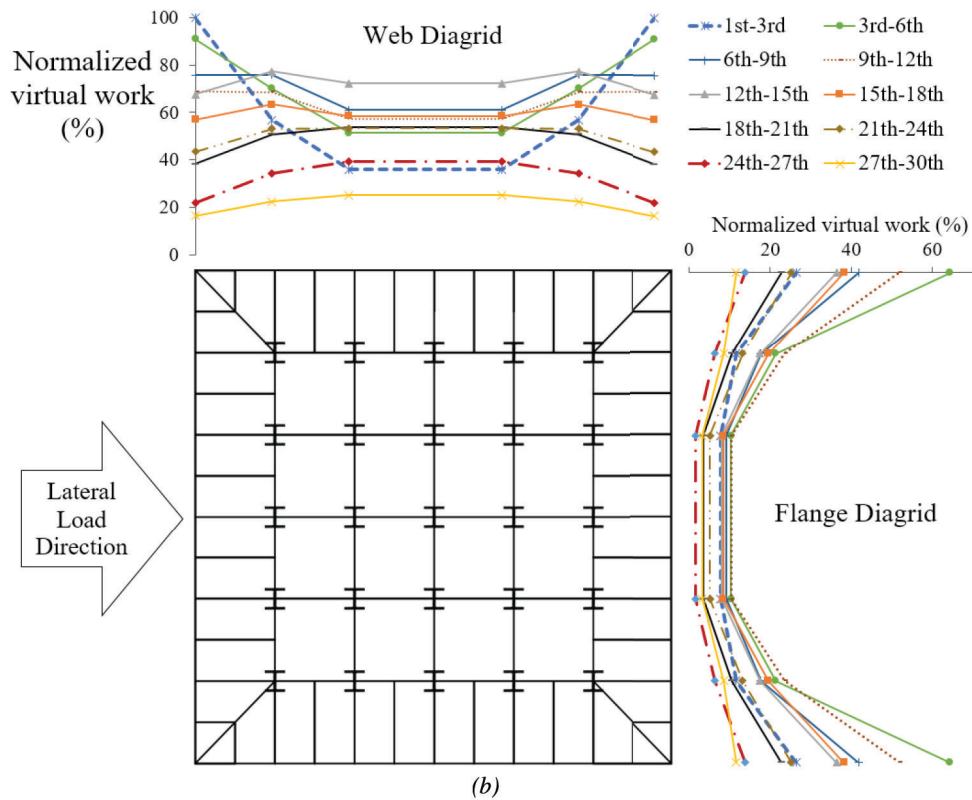 100
80
60
40
20
0
Normalized
virtual work
(%)
Web Diagrid
1st-3rd
3rd-6th
6th-9th
9th-12th
12th-15th
15th-18th
18th-21th
21th-24th
24th-27th
27th-30th
Normalized virtual work (%)
0 20 40 60
Lateral
Load
Direction
Flange Diagrid
(b)